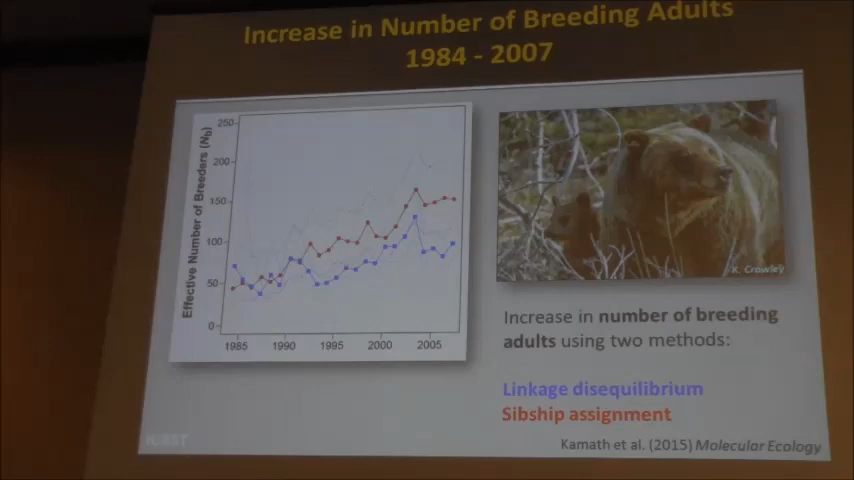 Increase in Number of Breeding Adults
1984 - 2007
Effective Number of Breeders (Nb)
250
200
150
100
50
0
1985 1990 1995 2000 2005
K. Crowley
Increase in number of breeding
adults using two methods:
Linkage disequilibrium
Sibship assignment
Kamath et al. (2015) Molecular Ecology